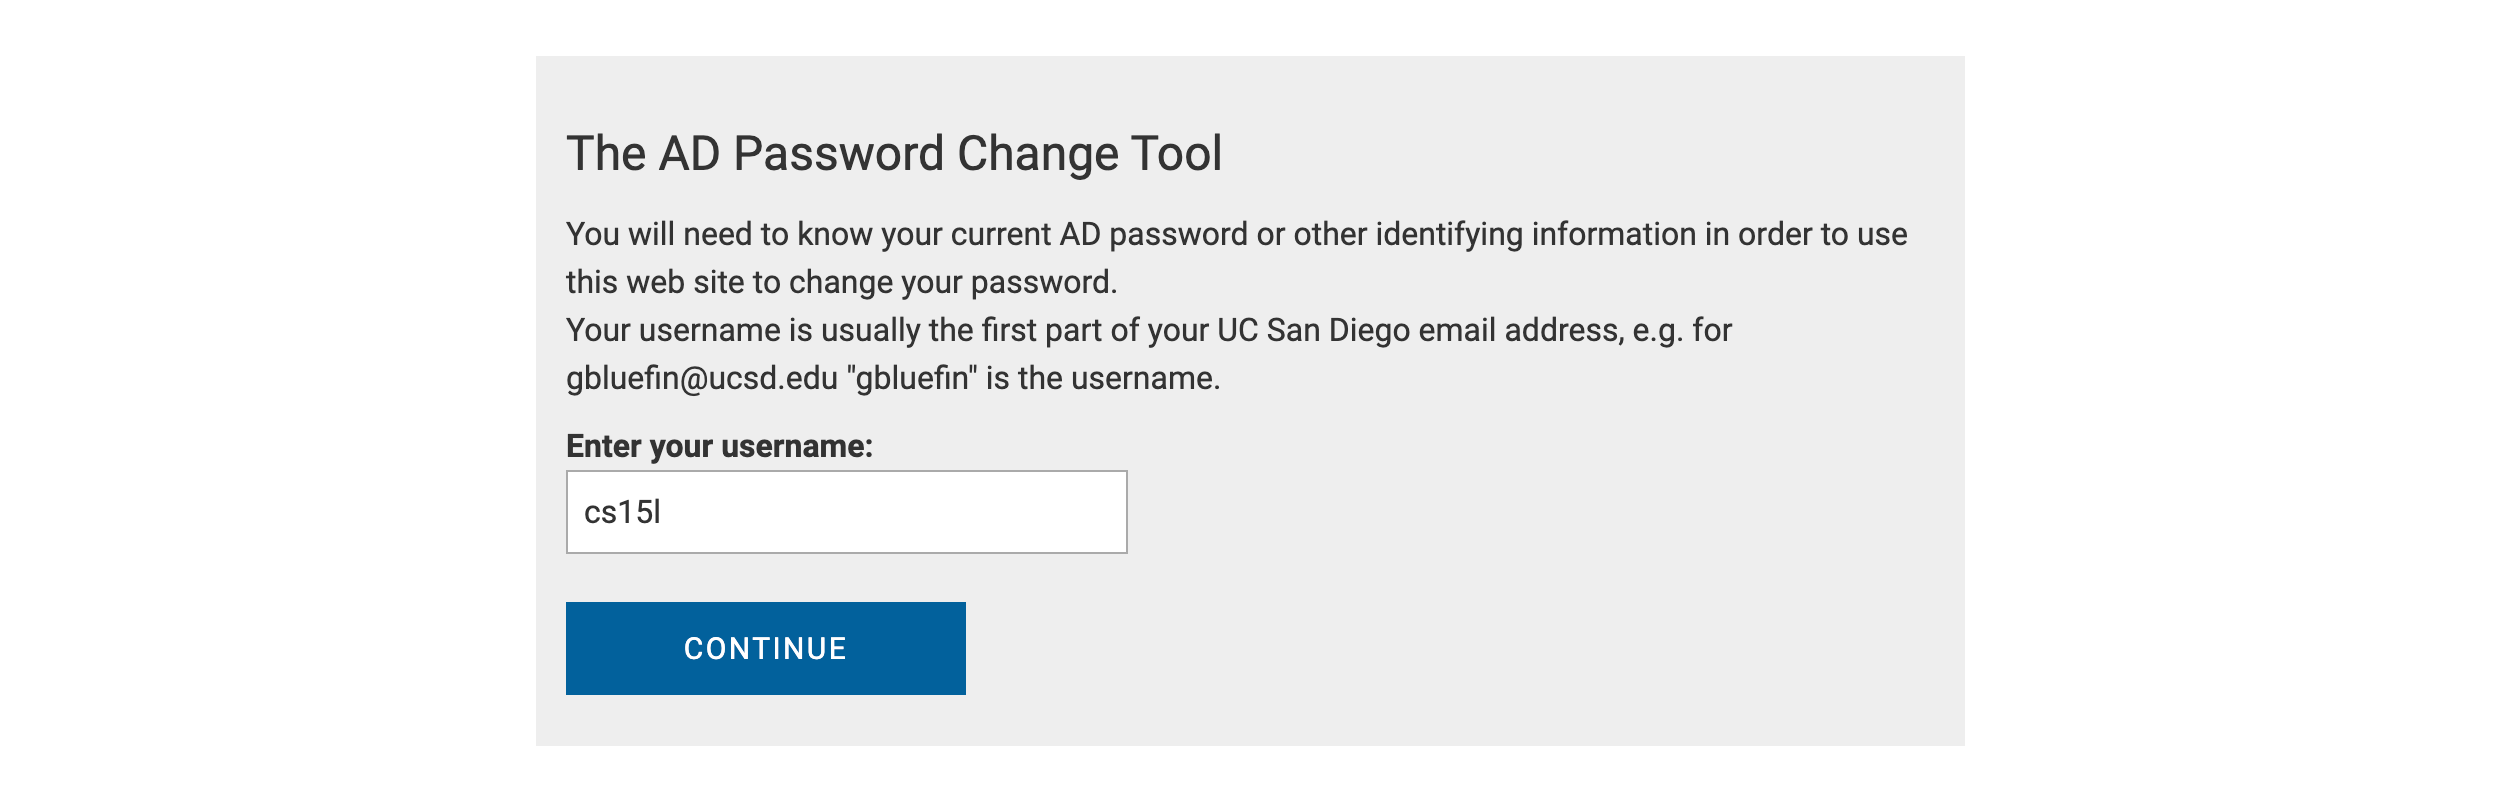 The AD Password Change Tool
You will need to know your current AD password or other identifying information in order to use
this web site to change your password.
Your username is usually the first part of your UC San Diego email address, e.g. for
gbluefin@ucsd.edu "gbluefin" is the username.
Enter your username:
cs15l
CONTINUE